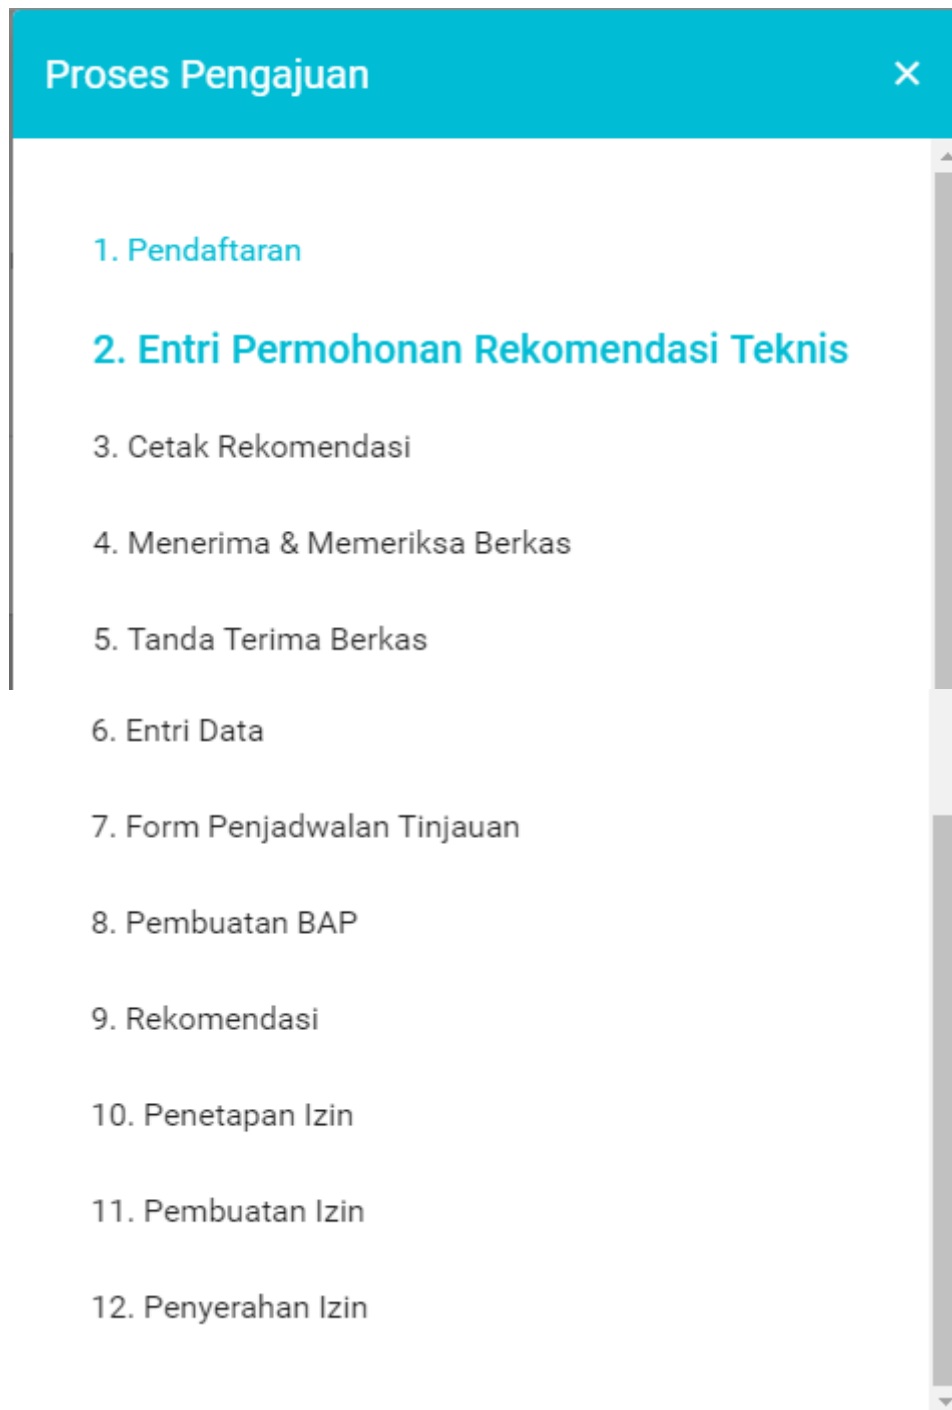 Proses Pengajuan
1. Pendaftaran
2. Entri Permohonan Rekomendasi Teknis
3. Cetak Rekomendasi
4. Menerima & Memeriksa Berkas
5. Tanda Terima Berkas
6. Entri Data
7. Form Penjadwalan Tinjauan
8. Pembuatan BAP
9. Rekomendasi
10. Penetapan Izin
11. Pembuatan Izin
12. Penyerahan Izin